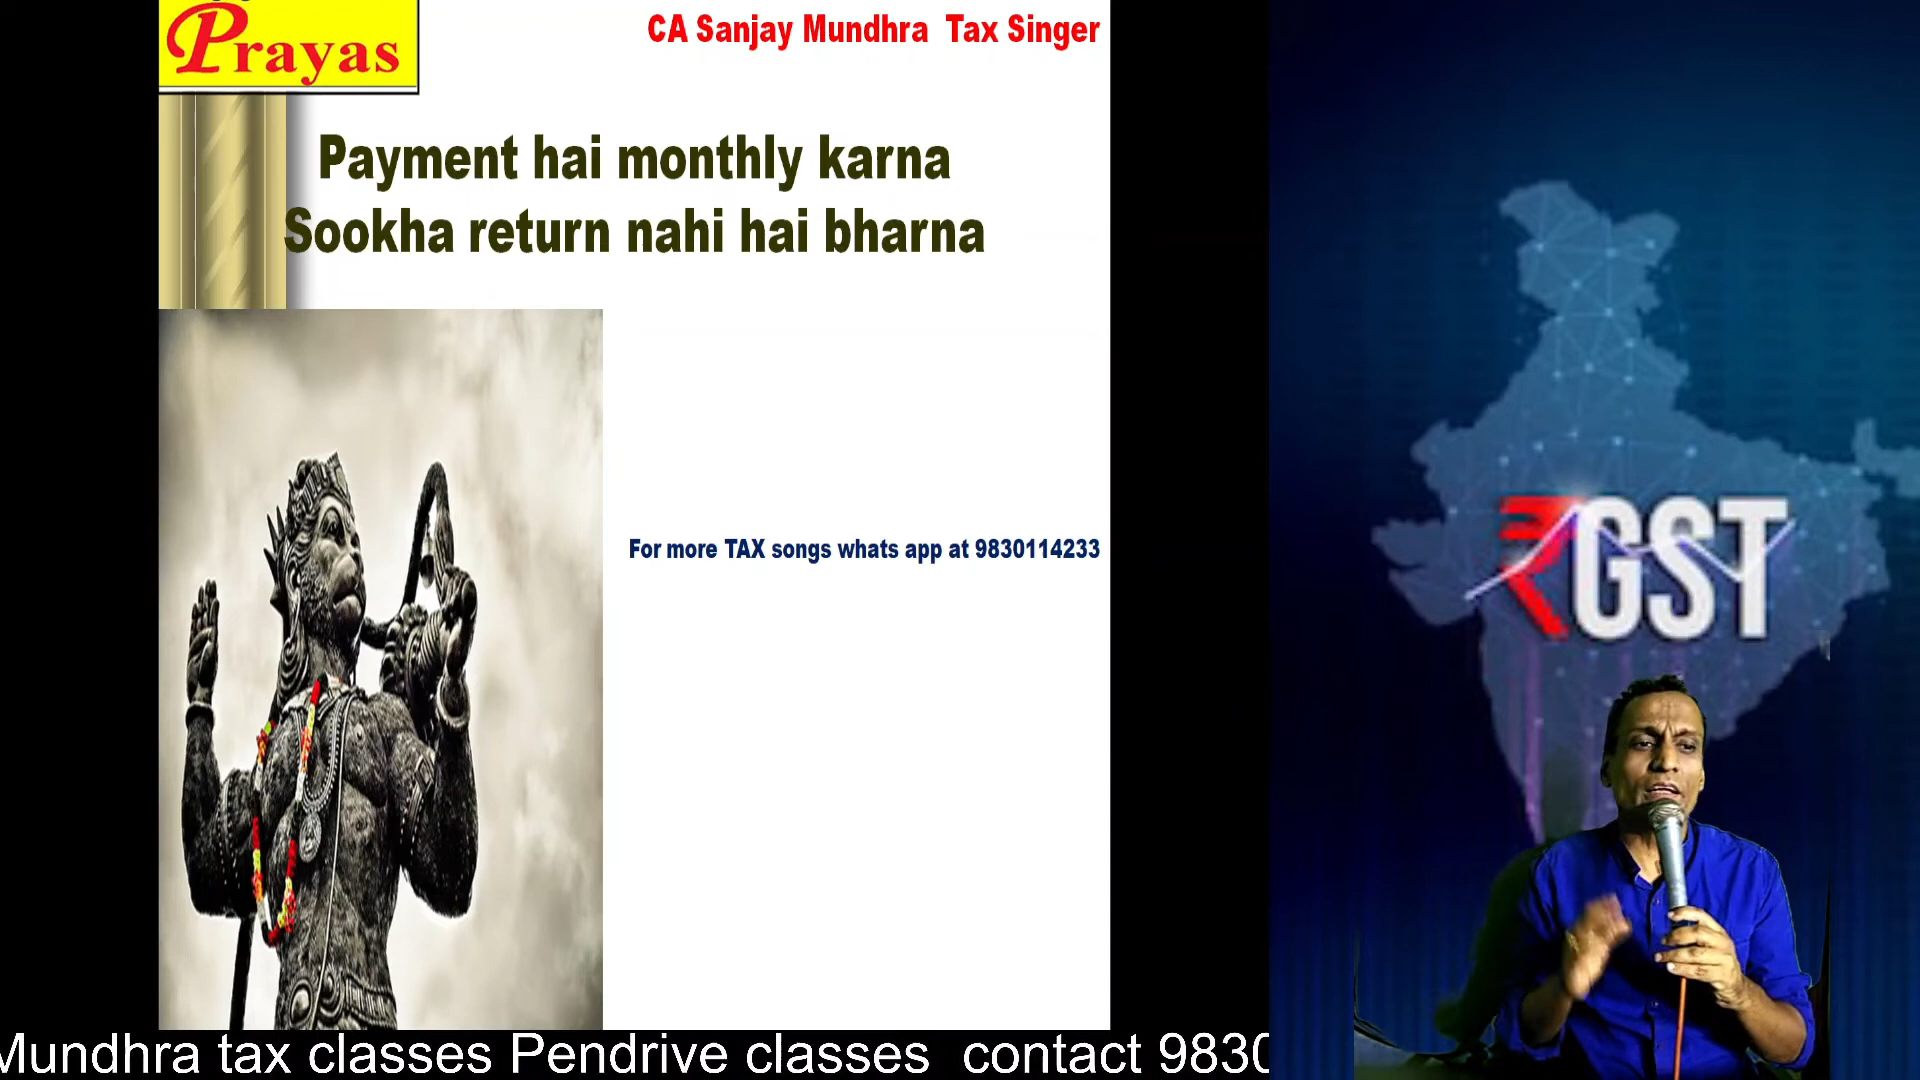 Prayas
CA Sanjay Mundhra Tax Singer
Payment hai monthly karna
Sookha return nahi hai bharna
For more TAX songs whats app at 9830114233
₹GST
Mundhra tax classes Pendrive classes contact 9830